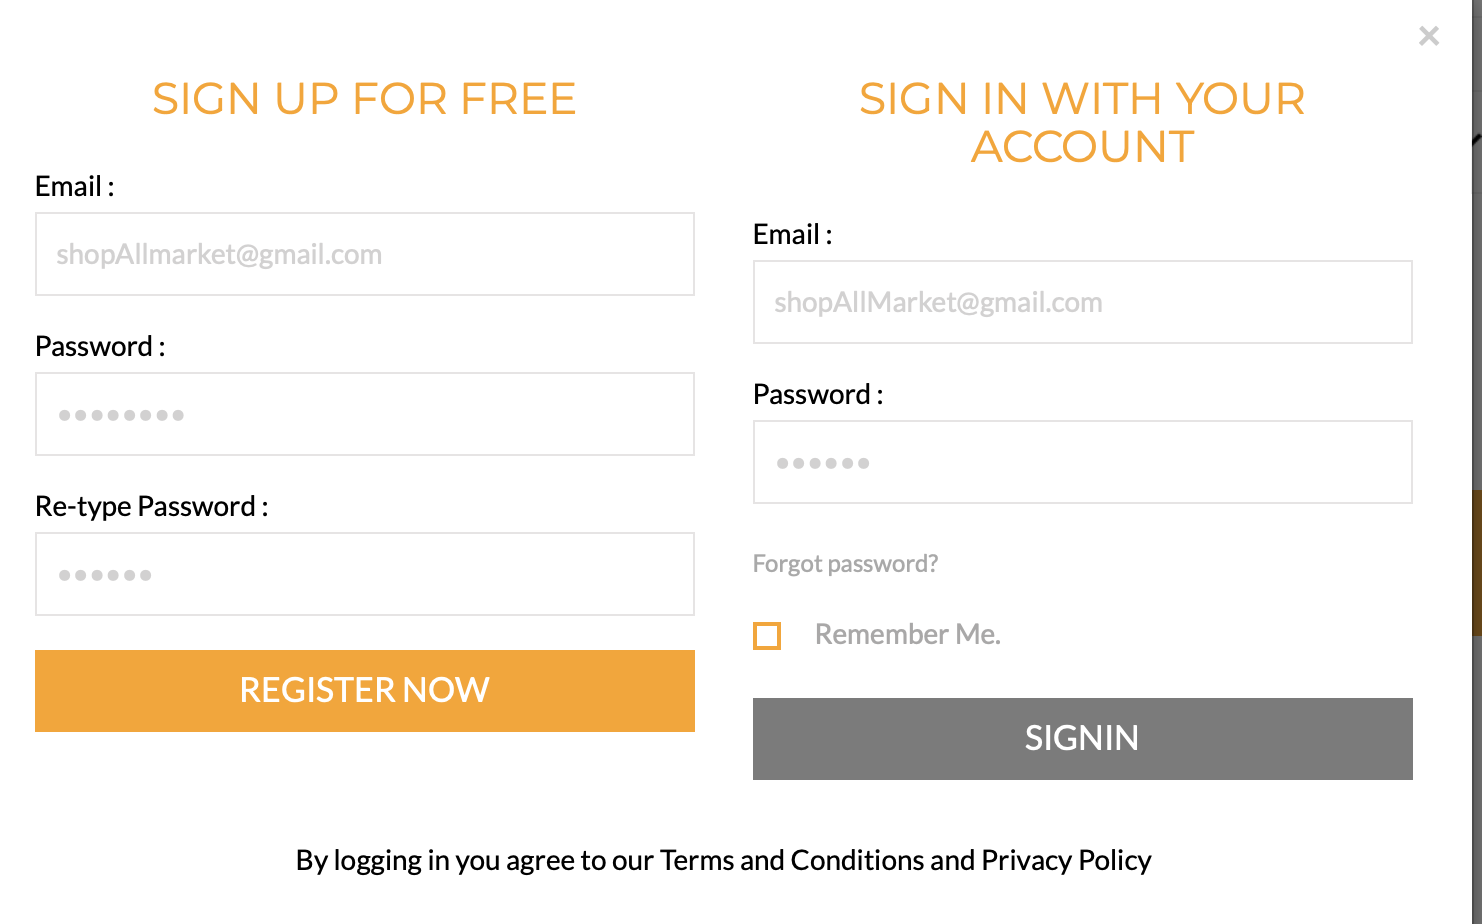 ×
SIGN UP FOR FREE
Email :
shopAllmarket@gmail.com
Password :
••••••••
Re-type Password :
••••••
REGISTER NOW
SIGN IN WITH YOUR
ACCOUNT
Email :
shopAllMarket@gmail.com
Password :
••••••
Forgot password?
Remember Me.
SIGNIN
By logging in you agree to our Terms and Conditions and Privacy Policy